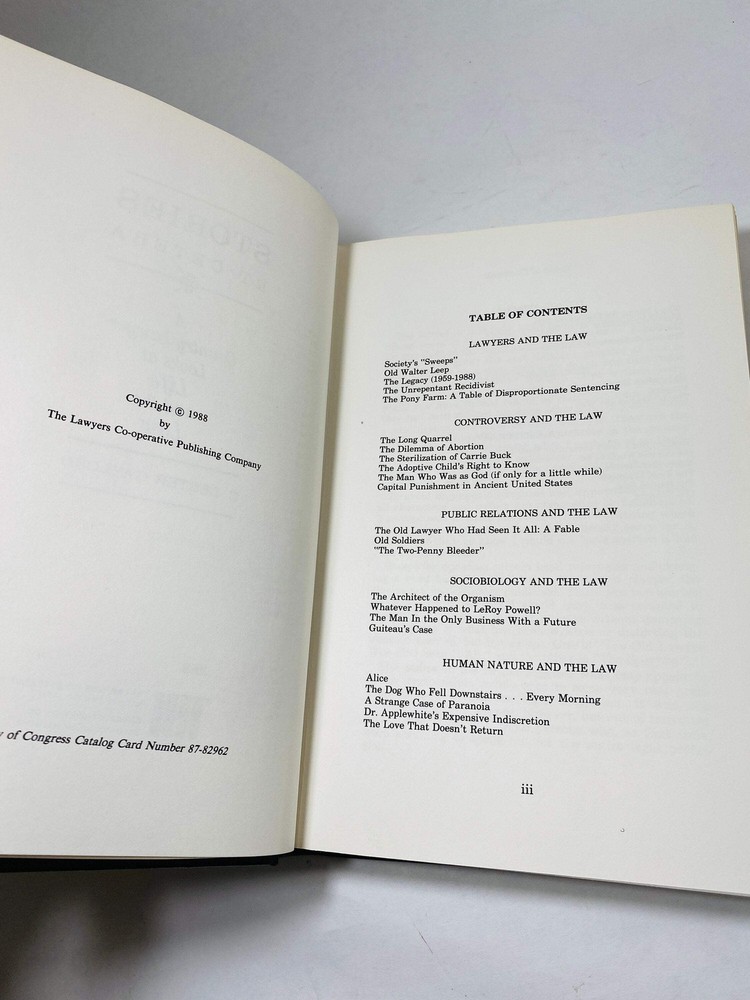 STORIES
Copyright © 1988
by
The Lawyers Co-operative Publishing Company
of Congress Catalog Card Number 87-82962
TABLE OF CONTENTS
LAWYERS AND THE LAW
Society's "Sweeps"
Old Walter Leep
The Legacy (1959-1988)
The Unrepentant Recidivist
The Pony Farm: A Table of Disproportionate Sentencing
CONTROVERSY AND THE LAW
The Long Quarrel
The Dilemma of Abortion
The Sterilization of Carrie Buck
The Adoptive Child's Right to Know
The Man Who Was as God (if only for a little while)
Capital Punishment in Ancient United States
PUBLIC RELATIONS AND THE LAW
The Old Lawyer Who Had Seen It All: A Fable
Old Soldiers
"The Two-Penny Bleeder"
SOCIOBIOLOGY AND THE LAW
The Architect of the Organism
Whatever Happened to LeRoy Powell?
The Man In the Only Business With a Future
Guiteau's Case
HUMAN NATURE AND THE LAW
Alice
The Dog Who Fell Downstairs . . . Every Morning
A Strange Case of Paranoia
Dr. Applewhite's Expensive Indiscretion
The Love That Doesn't Return
iii